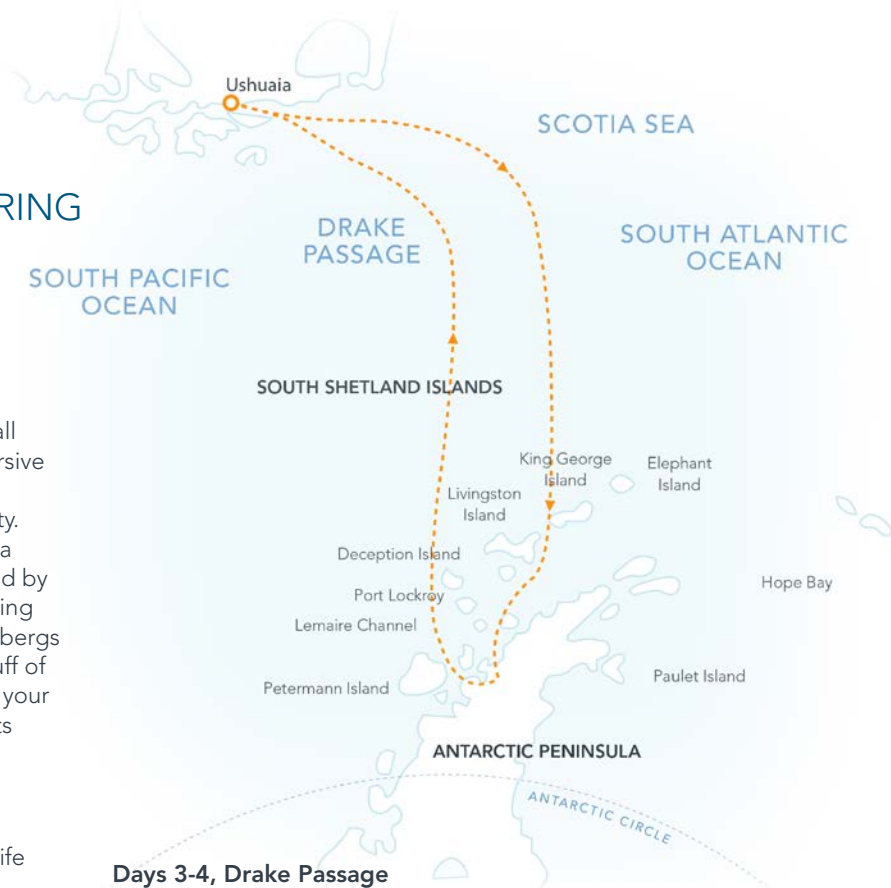 Ushuaia
SCOTIA SEA
RING
DRAKE
PASSAGE
SOUTH ATLANTIC
OCEAN
SOUTH PACIFIC
OCEAN
SOUTH SHETLAND ISLANDS
all
rsive
ty.
a
d by
ing
bergs
ff of
your
ts
ife
King George
Island
Elephant
Island
Livingston
Island
Deception Island
Hope Bay
Port Lockroy
Lemaire Channel
Paulet Island
Petermann Island
ANTARCTIC PENINSULA
ANTARCTIC CIRCLE
Days 3-4, Drake Passage